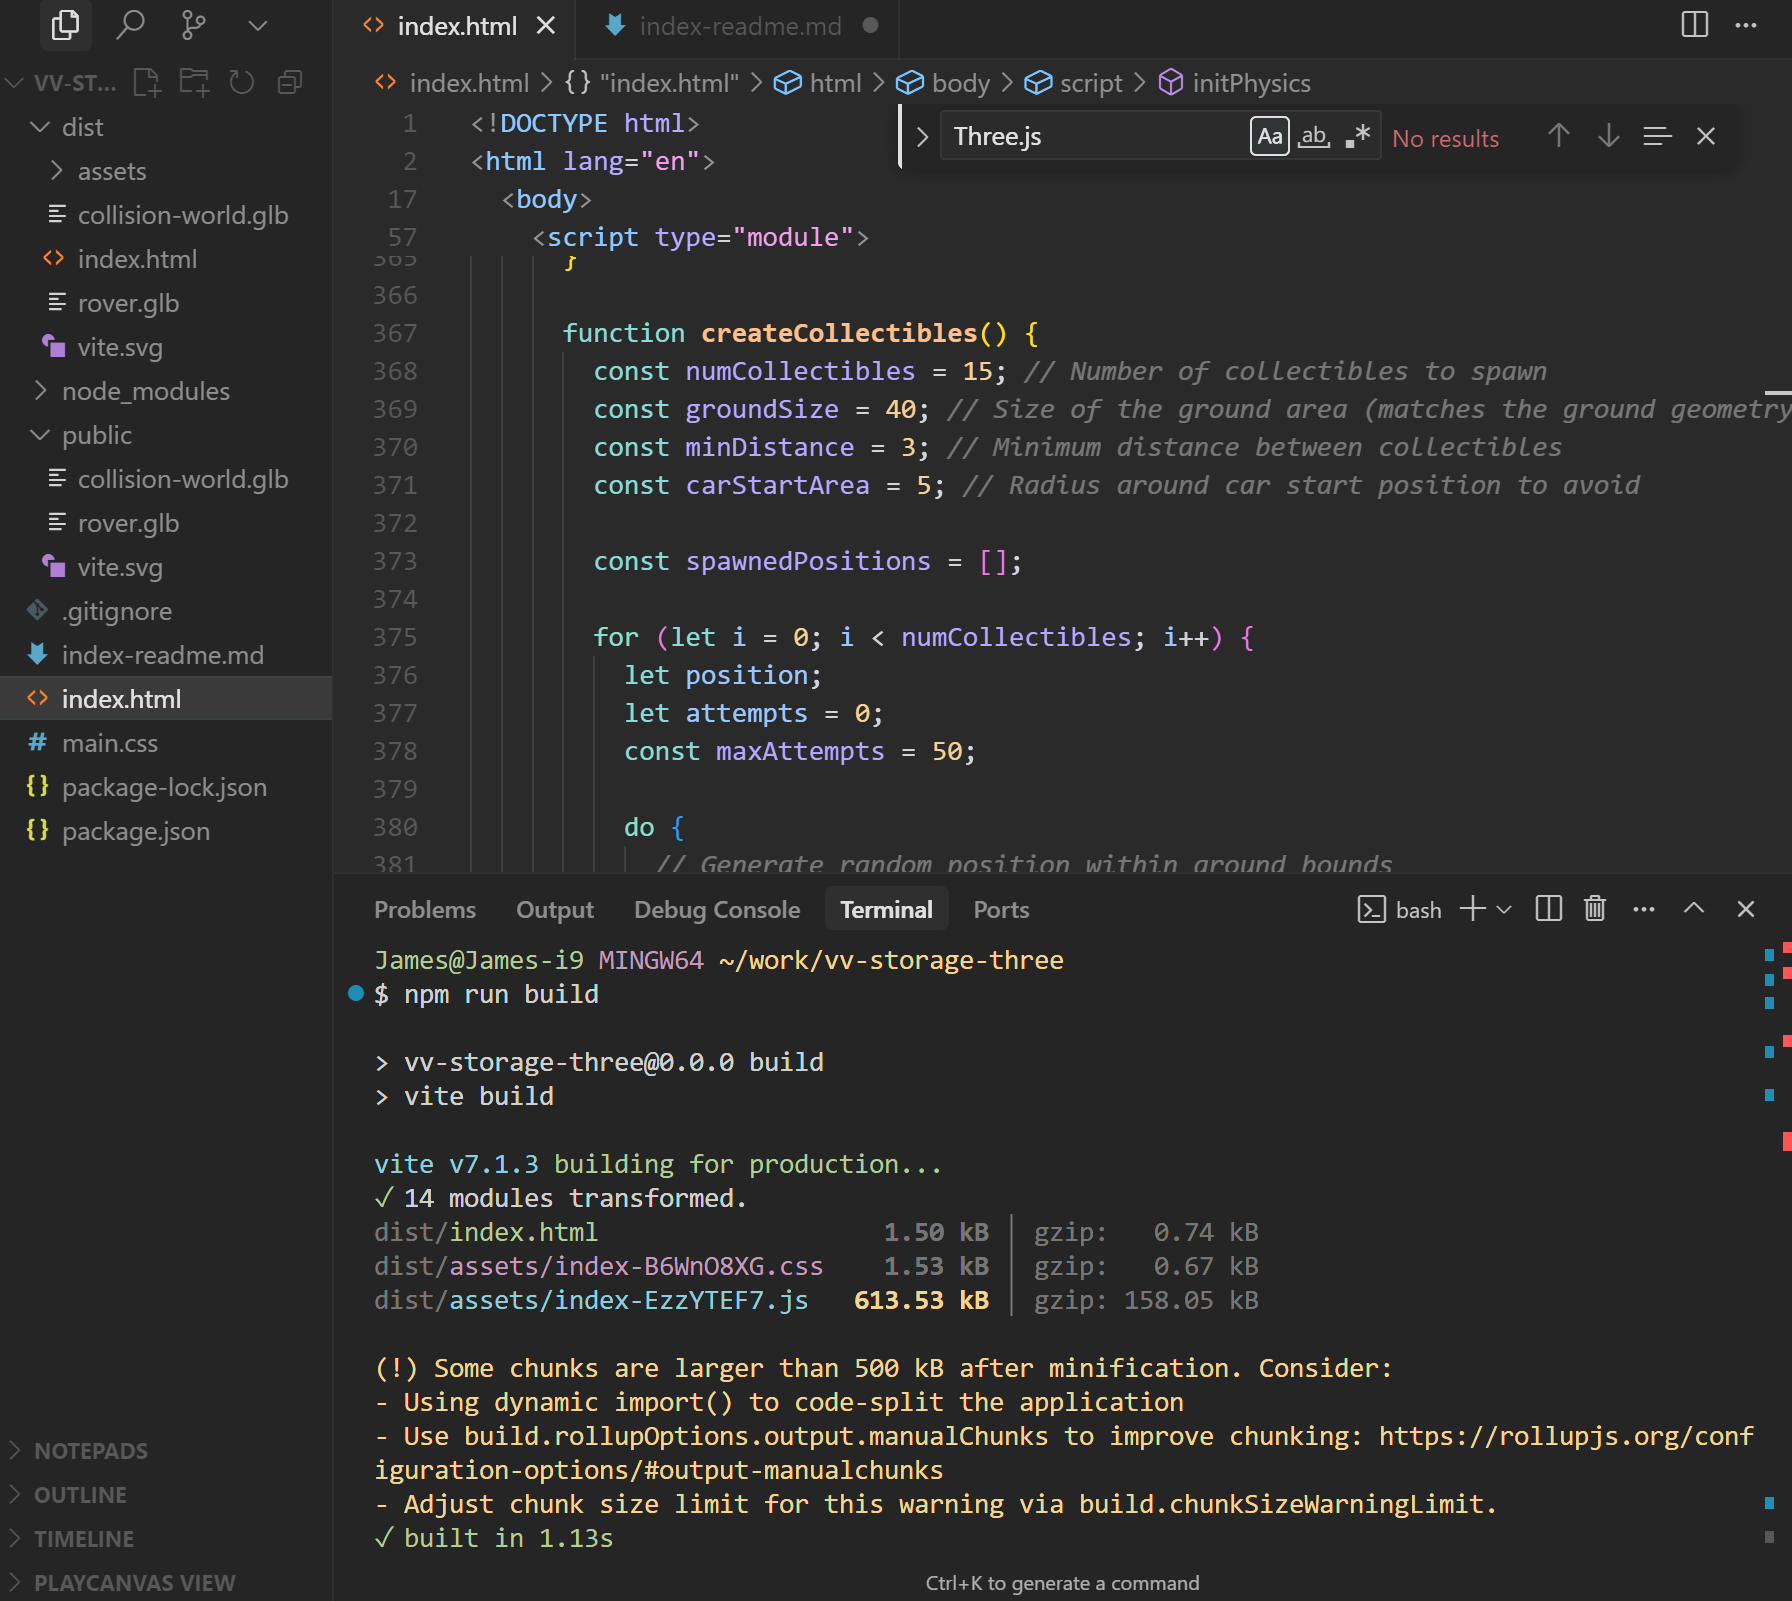 index.html
index-readme.md
VV-ST...
dist
assets
collision-world.glb
index.html
rover.glb
vite.svg
node_modules
public
collision-world.glb
rover.glb
vite.svg
.gitignore
index-readme.md
index.html
main.css
package-lock.json
package.json
NOTEPADS
OUTLINE
TIMELINE
PLAYCANVAS VIEW
index.html > {} "index.html" > html > body > script > initPhysics
Three.js Aa ab .* No results
1 <!DOCTYPE html>
2 <html lang="en">
17 <body>
57 <script type="module">
365 }
366
367 function createCollectibles() {
368 const numCollectibles = 15; // Number of collectibles to spawn
369 const groundSize = 40; // Size of the ground area (matches the ground geometry
370 const minDistance = 3; // Minimum distance between collectibles
371 const carStartArea = 5; // Radius around car start position to avoid
372
373 const spawnedPositions = [];
374
375 for (let i = 0; i < numCollectibles; i++) {
376 let position;
377 let attempts = 0;
378 const maxAttempts = 50;
379
380 do {
381 // Generate random position within ground bounds
Problems Output Debug Console Terminal Ports
bash
James@James-i9 MINGW64 ~/work/vv-storage-three
$ npm run build
> vv-storage-three@0.0.0 build
> vite build
vite v7.1.3 building for production...
✓ 14 modules transformed.
dist/index.html 1.50 kB │ gzip: 0.74 kB
dist/assets/index-B6WnO8XG.css 1.53 kB │ gzip: 0.67 kB
dist/assets/index-EzzYTEF7.js 613.53 kB │ gzip: 158.05 kB
(!) Some chunks are larger than 500 kB after minification. Consider:
- Using dynamic import() to code-split the application
- Use build.rollupOptions.output.manualChunks to improve chunking: https://rollupjs.org/conf
iguration-options/#output-manualchunks
- Adjust chunk size limit for this warning via build.chunkSizeWarningLimit.
✓ built in 1.13s
Ctrl+K to generate a command